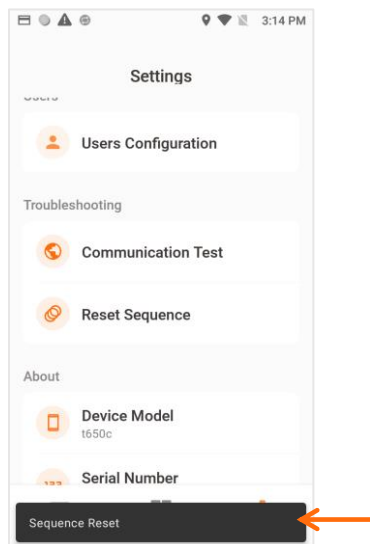 3:14 PM
Settings
Users
Users Configuration
Troubleshooting
Communication Test
Reset Sequence
About
Device Model
t650c
Serial Number
Sequence Reset